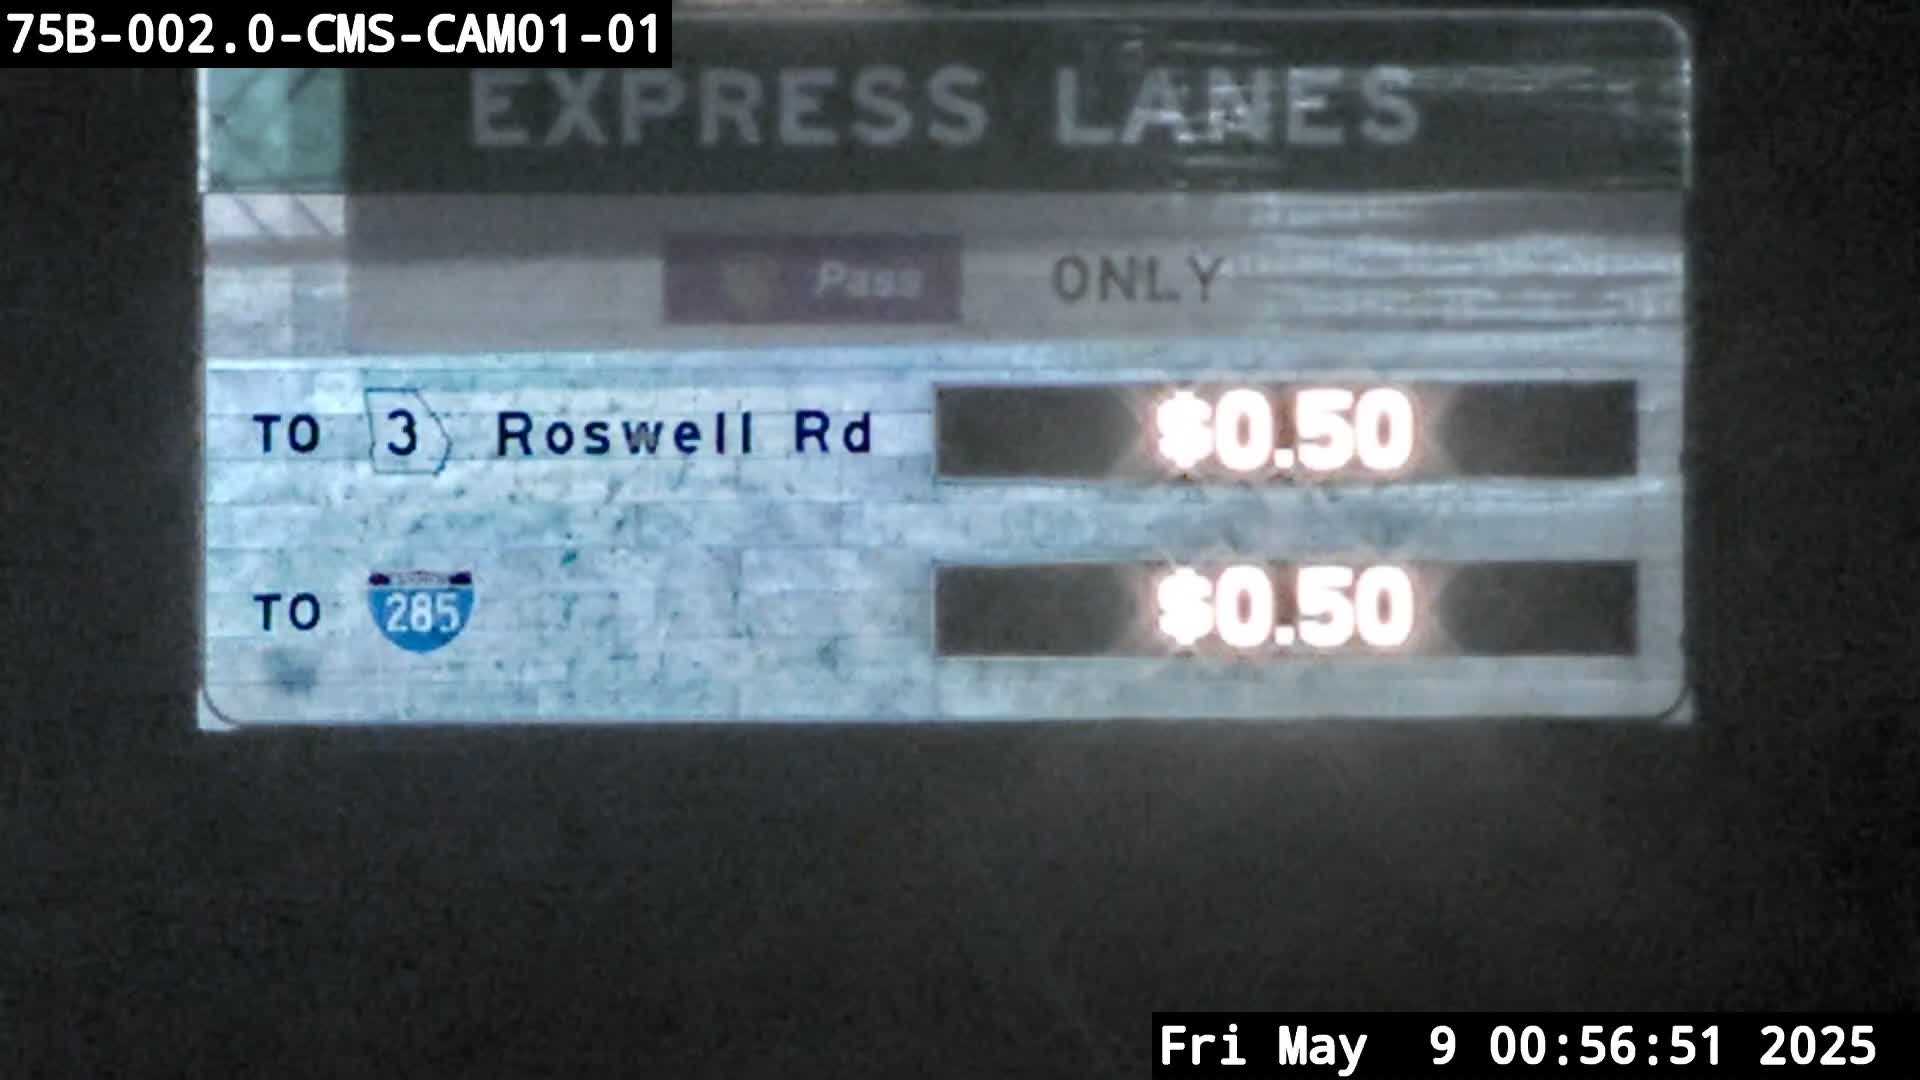 75B-002.0-CMS-CAM01-01
EXPRESS LANES
Pass ONLY
TO 3 Roswell Rd $0.50
TO 285 $0.50
Fri May 9 00:56:51 2025